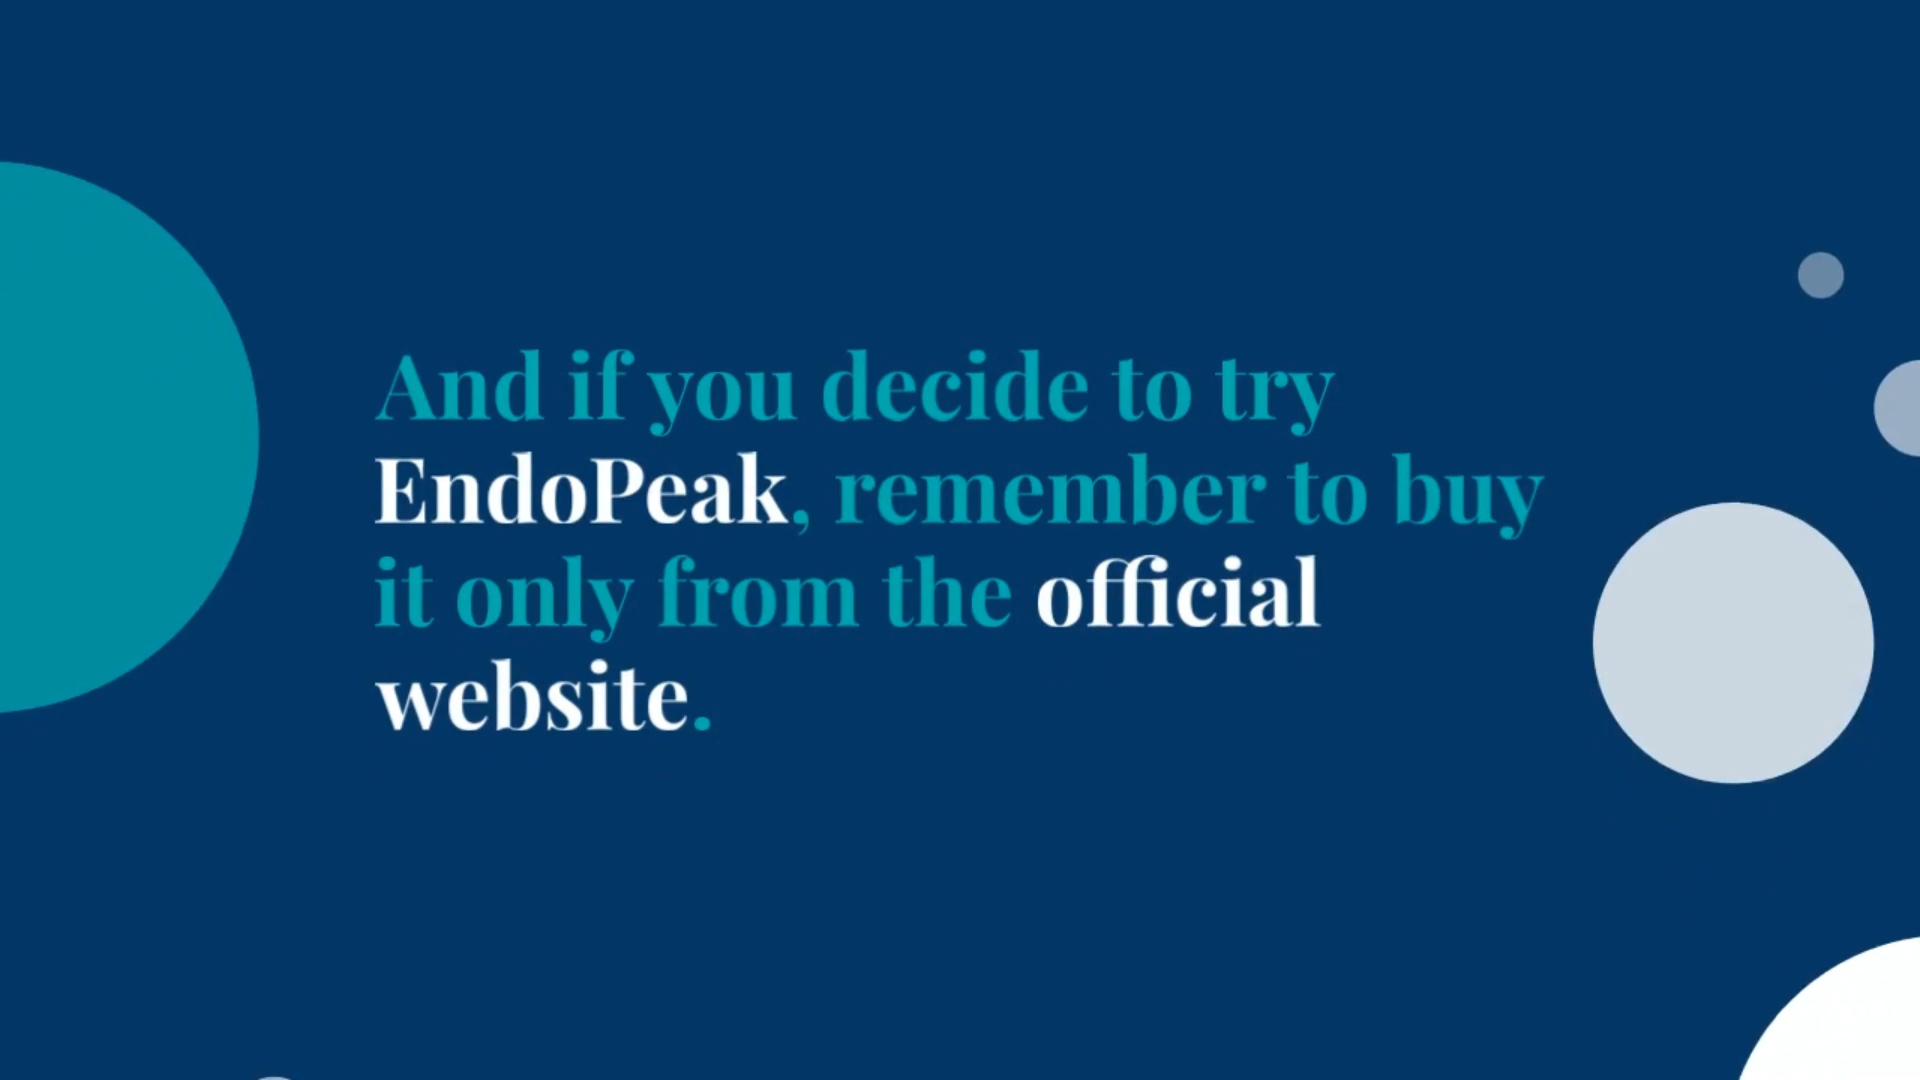 And if you decide to try
EndoPeak, remember to buy
it only from the official
website.